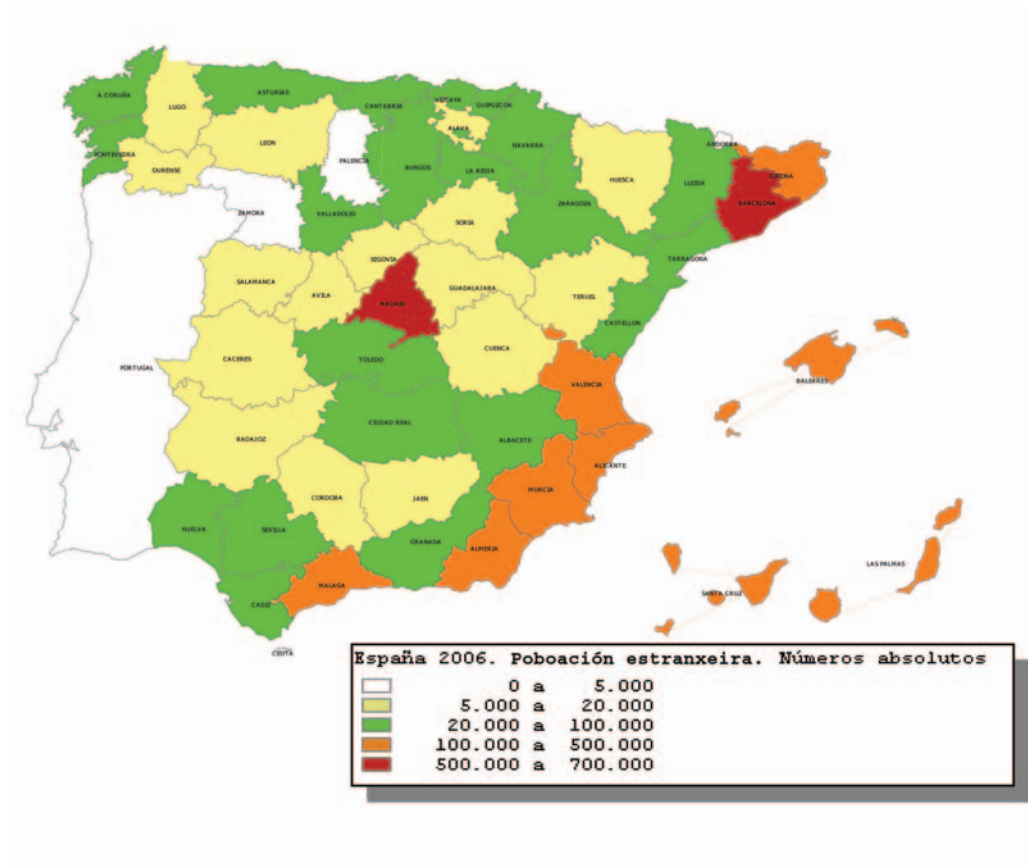 A CORUÑA
LUGO
ASTURIAS
CANTABRIA
VIZCAYA
GUIPUZCOA
ALAVA
NAVARRA
PONTEVEDRA
OURENSE
LEON
PALENCIA
BURGOS
LA RIOJA
HUESCA
LLEIDA
ANDORRA
GIRONA
BARCELONA
ZAMORA
VALLADOLID
SORIA
ZARAGOZA
TARRAGONA
SALAMANCA
AVILA
SEGOVIA
GUADALAJARA
MADRID
TERUEL
CASTELLON
PORTUGAL
CACERES
TOLEDO
CUENCA
VALENCIA
BALEARES
BADAJOZ
CIUDAD REAL
ALBACETE
ALICANTE
CORDOBA
JAEN
MURCIA
HUELVA
SEVILLA
GRANADA
ALMERIA
MALAGA
CADIZ
CEUTA
LAS PALMAS
SANTA CRUZ
España 2006. Poboación estranxeira. Números absolutos
0 a 5.000
5.000 a 20.000
20.000 a 100.000
100.000 a 500.000
500.000 a 700.000